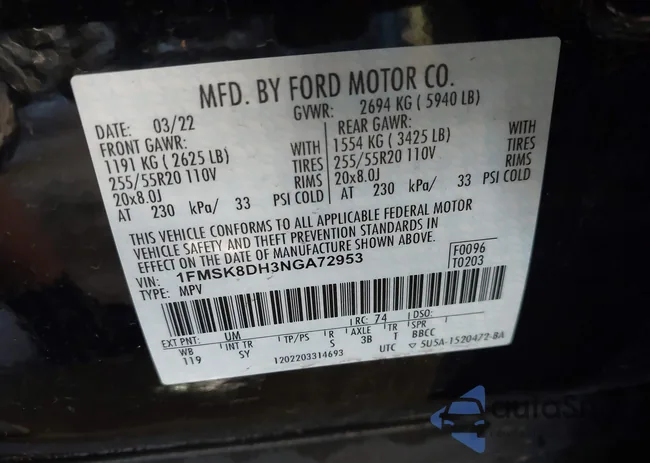 MFD. BY FORD MOTOR CO.
DATE: 03/22 GVWR: 2694 KG (5940 LB)
FRONT GAWR: REAR GAWR:
1191 KG (2625 LB) WITH 1554 KG (3425 LB) WITH
255/55R20 110V TIRES 255/55R20 110V TIRES
20x8.0J RIMS 20x8.0J RIMS
AT 230 kPa/ 33 PSI COLD AT 230 kPa/ 33 PSI COLD
THIS VEHICLE CONFORMS TO ALL APPLICABLE FEDERAL MOTOR
VEHICLE SAFETY AND THEFT PREVENTION STANDARDS IN
EFFECT ON THE DATE OF MANUFACTURE SHOWN ABOVE.
VIN: 1FMSK8DH3NGA72953 F0096
TYPE: MPV T0203
EXT PNT: UM RC: 74 DSO:
WB INT TR TP/PS R AXLE TR SPR
119 SY S 3B T BBCC
1202203314693 UTC ▽ 5U5A-1520472-BA